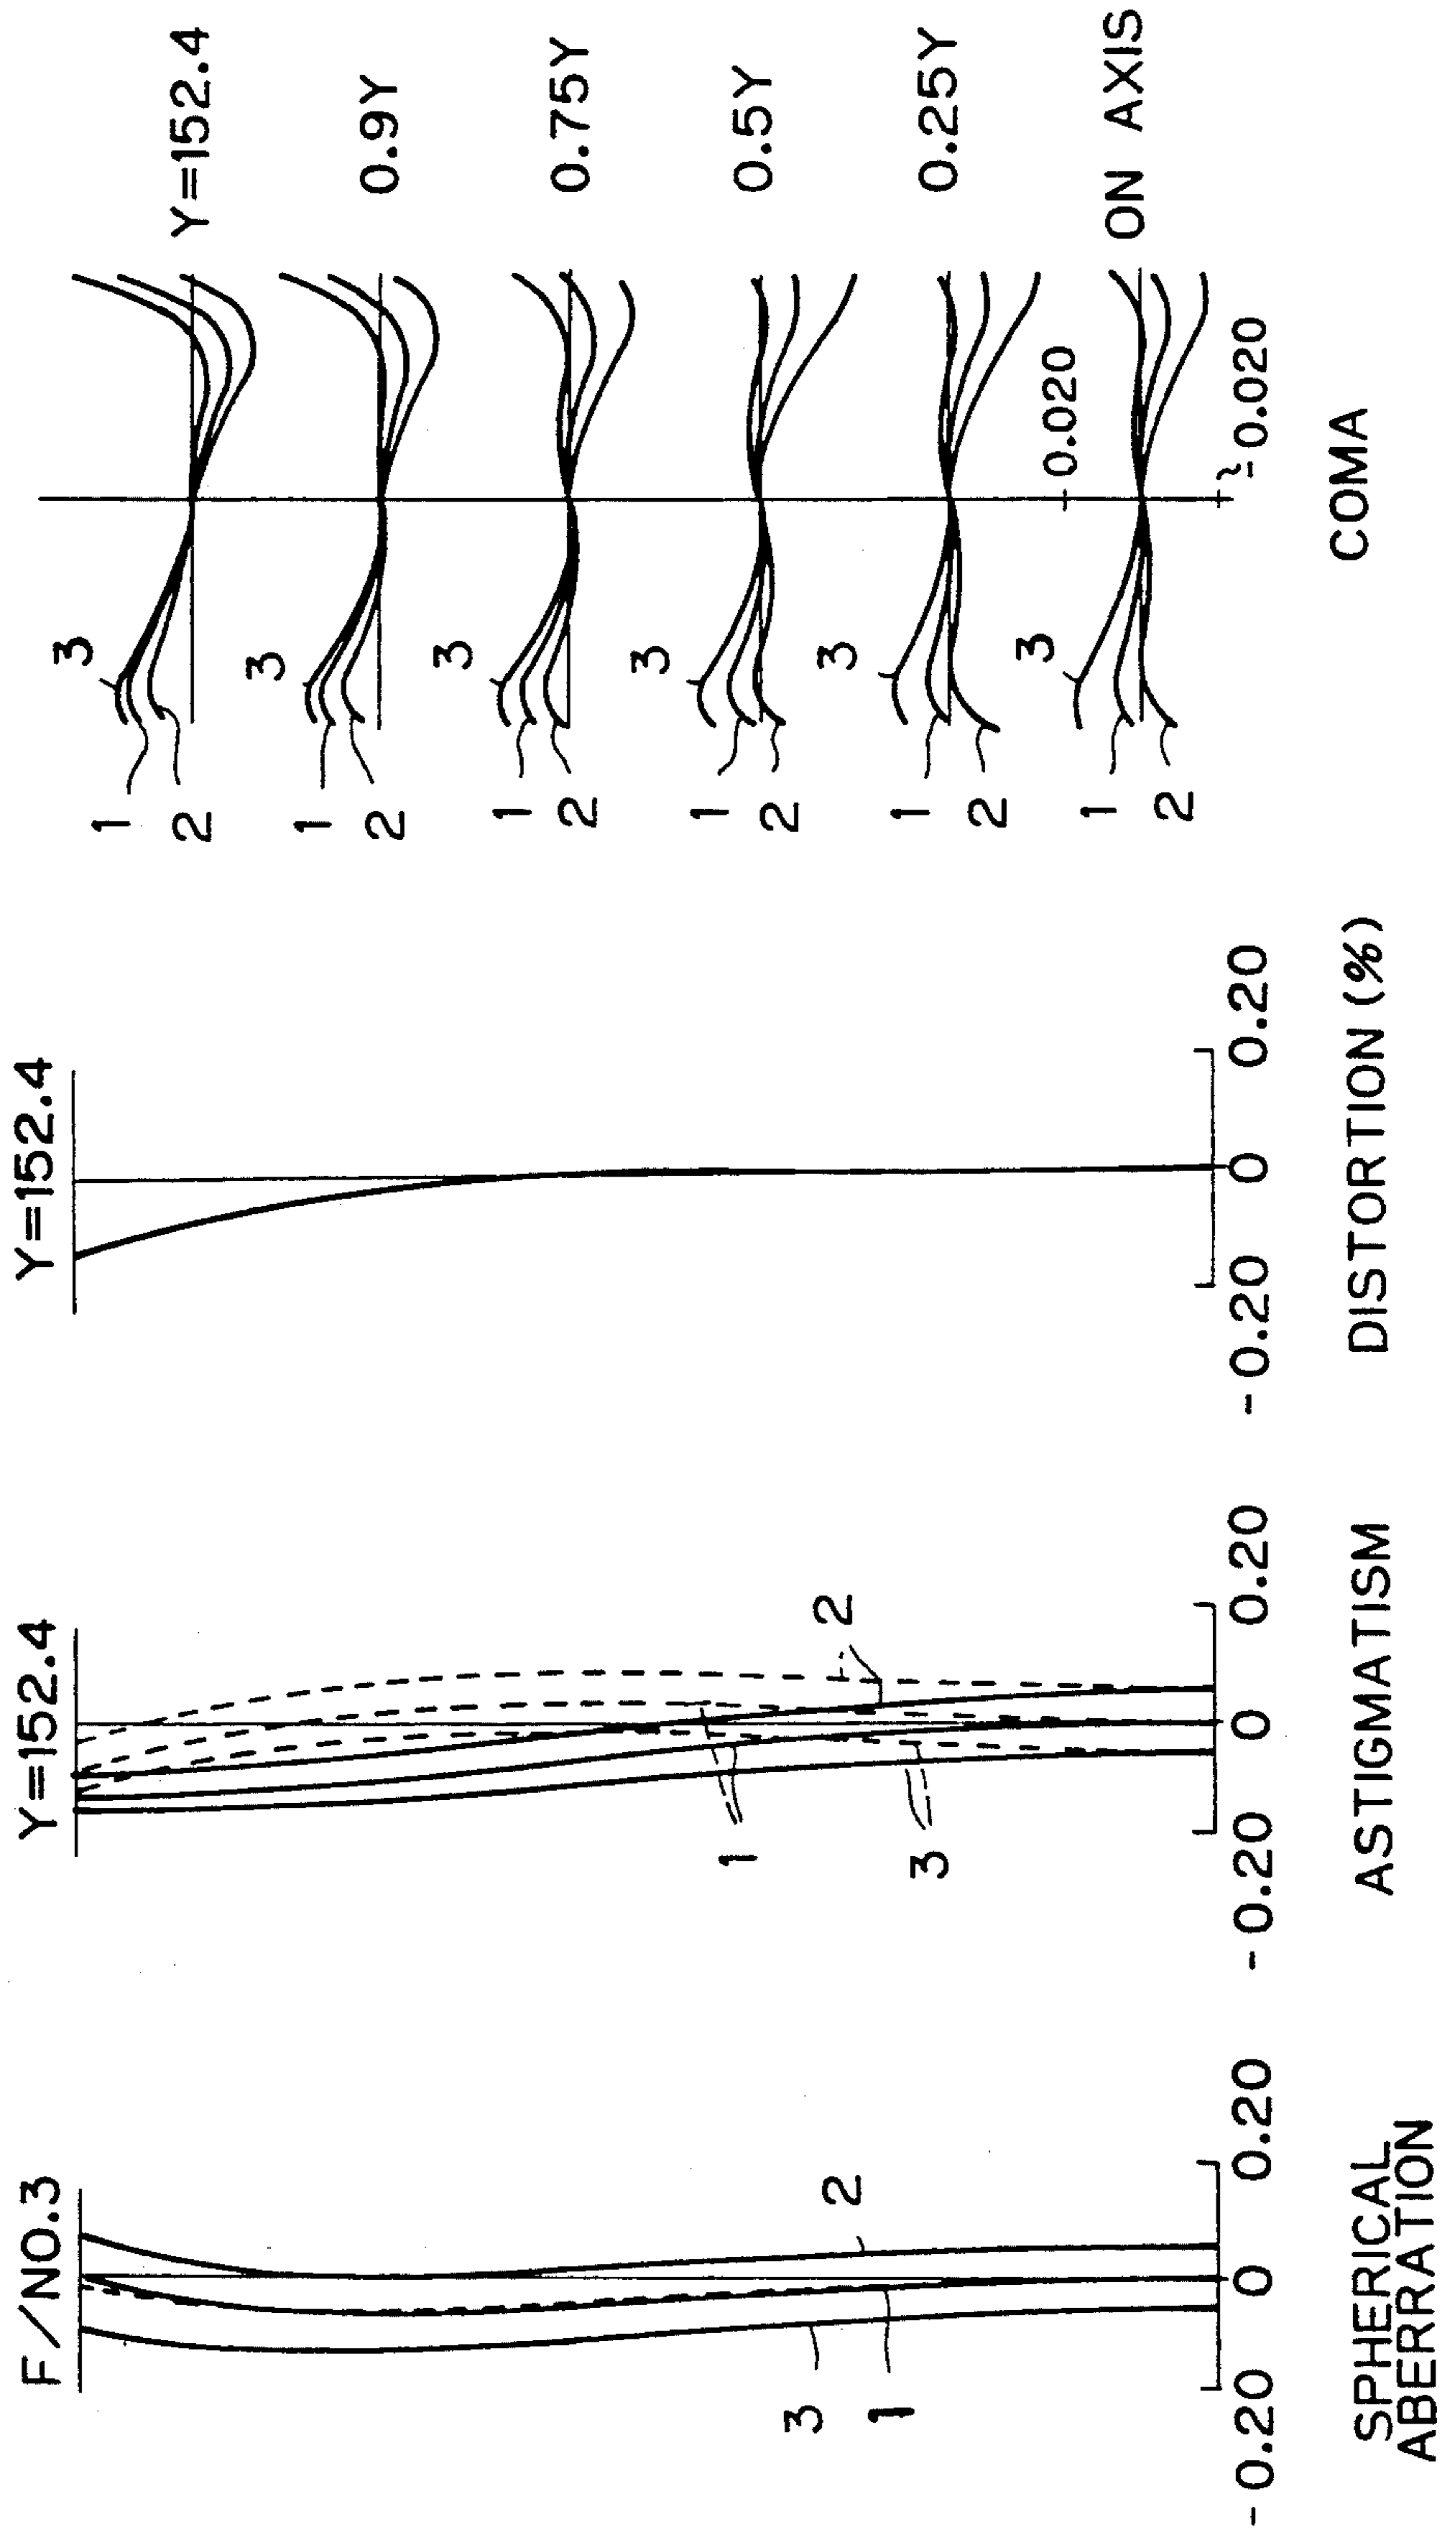 F/NO.3
2
3
1
-0.20
0
0.20
SPHERICAL
ABERRATION
Y=152.4
2
1
3
-0.20
0
0.20
ASTIGMATISM
Y=152.4
-0.20
0
0.20
DISTORTION (%)
3
1
2
Y=152.4
3
1
2
0.9Y
3
1
2
0.75Y
3
1
2
0.5Y
3
1
2
0.25Y
0.020
3
1
2
ON AXIS
-0.020
COMA